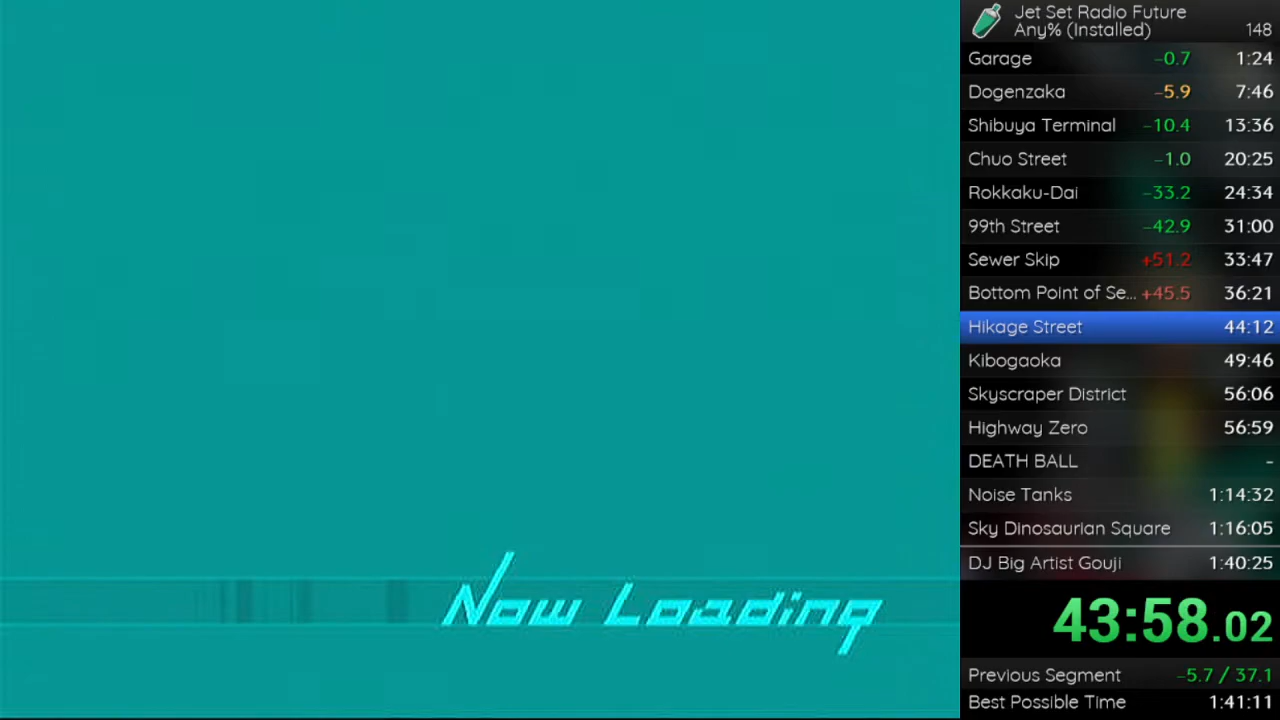 Now Loading
Jet Set Radio Future
Any% (Installed) 148
Garage -0.7 1:24
Dogenzaka -5.9 7:46
Shibuya Terminal -10.4 13:36
Chuo Street -1.0 20:25
Rokkaku-Dai -33.2 24:34
99th Street -42.9 31:00
Sewer Skip +51.2 33:47
Bottom Point of Se... +45.5 36:21
Hikage Street 44:12
Kibogaoka 49:46
Skyscraper District 56:06
Highway Zero 56:59
DEATH BALL -
Noise Tanks 1:14:32
Sky Dinosaurian Square 1:16:05
DJ Big Artist Gouji 1:40:25
43:58.02
Previous Segment -5.7 / 37.1
Best Possible Time 1:41:11